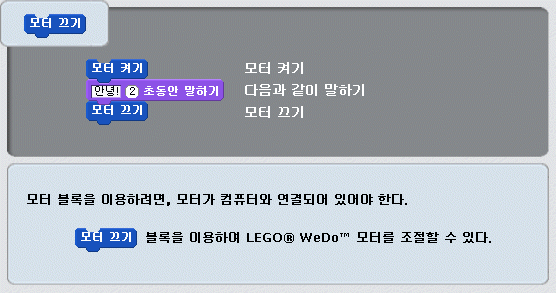 모터 끄기
모터 켜기 모터 켜기
안녕! 2 초동안 말하기 다음과 같이 말하기
모터 끄기 모터 끄기
모터 블록을 이용하려면, 모터가 컴퓨터와 연결되어 있어야 한다.
모터 끄기 블록을 이용하여 LEGO® WeDo™ 모터를 조절할 수 있다.